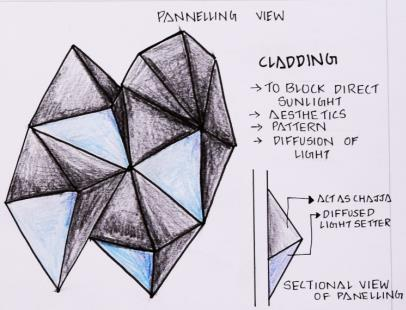 PANNELLING VIEW
CLADDING
→ TO BLOCK DIRECT
SUNLIGHT
→ AESTHETICS
→ PATTERN
→ DIFFUSION OF
LIGHT
ACT AS CHAJJA
DIFFUSED
LIGHT SETTER
SECTIONAL VIEW
OF PANELLING